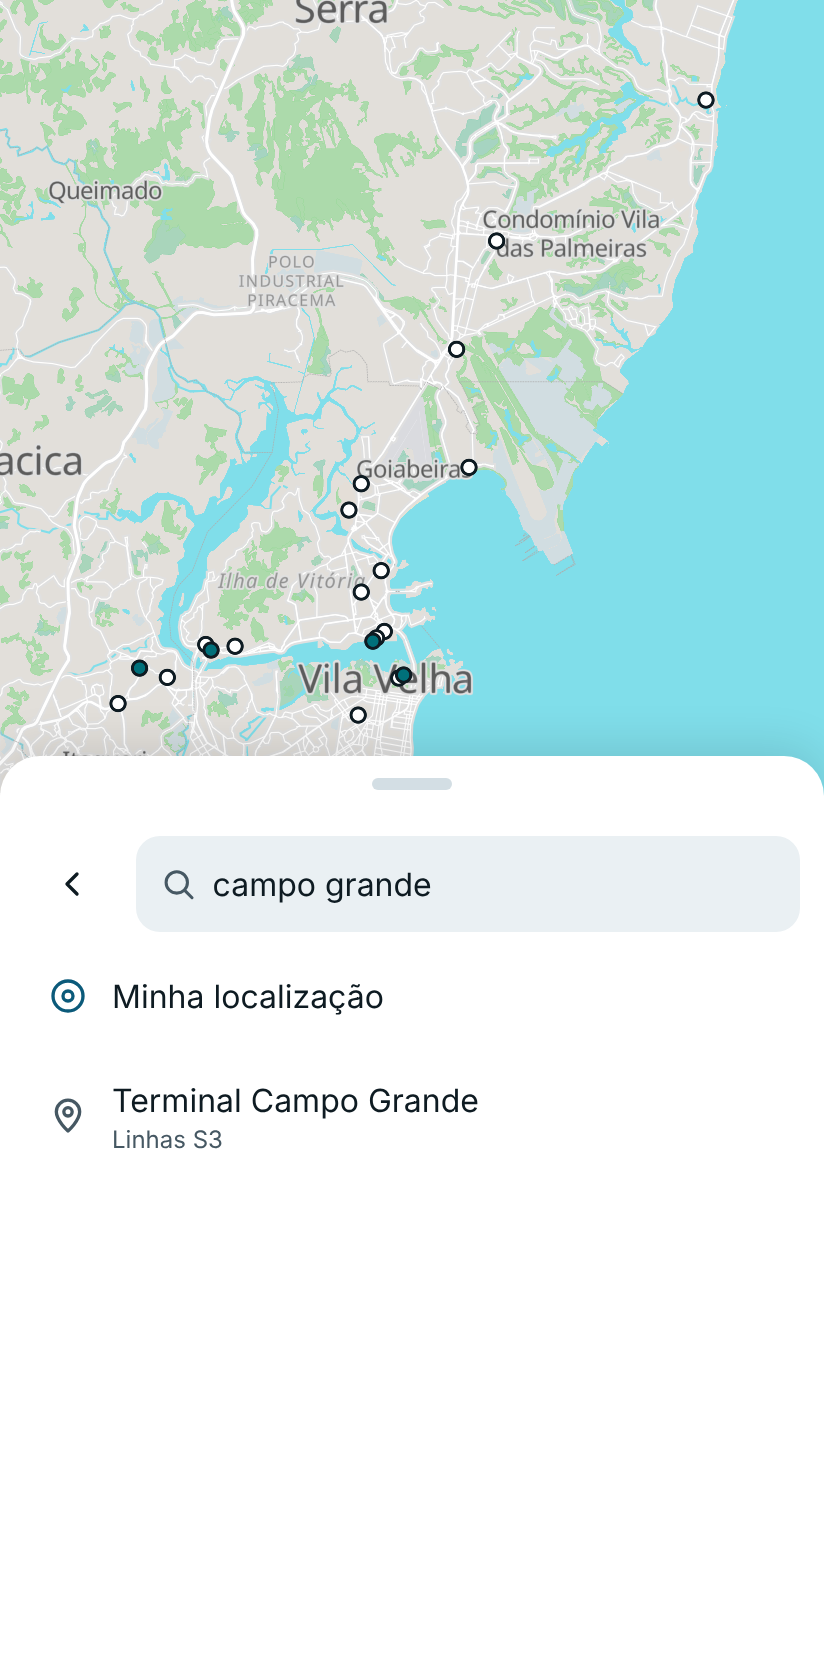 Serra
Queimado
Condomínio Vila
das Palmeiras
POLO
INDUSTRIAL
PIRACEMA
acica
Goiabeiras
Ilha de Vitória
Vila Velha
campo grande
Minha localização
Terminal Campo Grande
Linhas S3